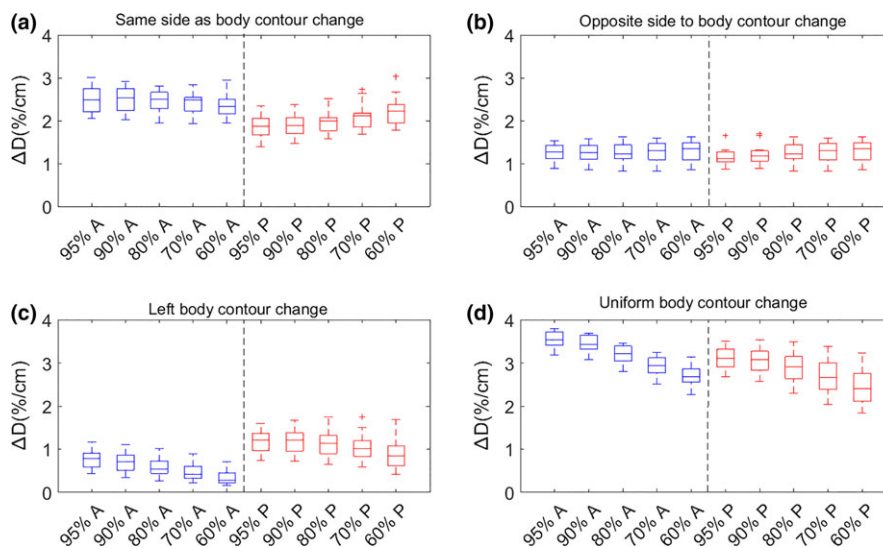 (a) Same side as body contour change
ΔD(%/cm)
4
3
2
1
0
95% A 90% A 80% A 70% A 60% A 95% P 90% P 80% P 70% P 60% P
(b) Opposite side to body contour change
ΔD(%/cm)
4
3
2
1
0
95% A 90% A 80% A 70% A 60% A 95% P 90% P 80% P 70% P 60% P
(c) Left body contour change
ΔD(%/cm)
4
3
2
1
0
95% A 90% A 80% A 70% A 60% A 95% P 90% P 80% P 70% P 60% P
(d) Uniform body contour change
ΔD(%/cm)
4
3
2
1
0
95% A 90% A 80% A 70% A 60% A 95% P 90% P 80% P 70% P 60% P